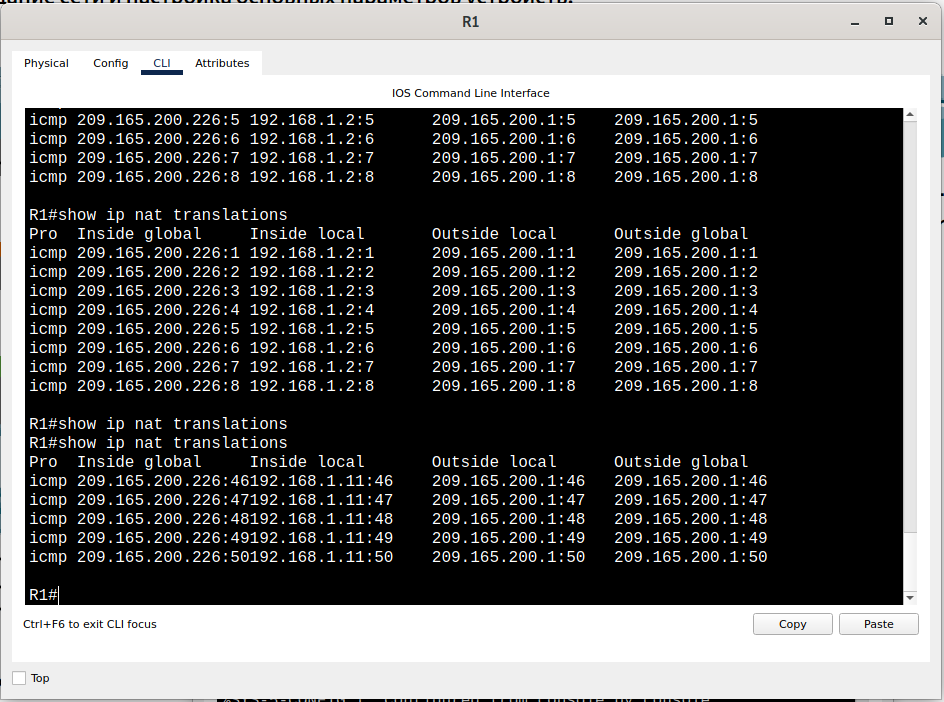 дание сети и настройка основных параметров устройств.
R1
Physical Config CLI Attributes
IOS Command Line Interface
icmp 209.165.200.226:5 192.168.1.2:5 209.165.200.1:5 209.165.200.1:5
icmp 209.165.200.226:6 192.168.1.2:6 209.165.200.1:6 209.165.200.1:6
icmp 209.165.200.226:7 192.168.1.2:7 209.165.200.1:7 209.165.200.1:7
icmp 209.165.200.226:8 192.168.1.2:8 209.165.200.1:8 209.165.200.1:8
R1#show ip nat translations
Pro Inside global Inside local Outside local Outside global
icmp 209.165.200.226:1 192.168.1.2:1 209.165.200.1:1 209.165.200.1:1
icmp 209.165.200.226:2 192.168.1.2:2 209.165.200.1:2 209.165.200.1:2
icmp 209.165.200.226:3 192.168.1.2:3 209.165.200.1:3 209.165.200.1:3
icmp 209.165.200.226:4 192.168.1.2:4 209.165.200.1:4 209.165.200.1:4
icmp 209.165.200.226:5 192.168.1.2:5 209.165.200.1:5 209.165.200.1:5
icmp 209.165.200.226:6 192.168.1.2:6 209.165.200.1:6 209.165.200.1:6
icmp 209.165.200.226:7 192.168.1.2:7 209.165.200.1:7 209.165.200.1:7
icmp 209.165.200.226:8 192.168.1.2:8 209.165.200.1:8 209.165.200.1:8
R1#show ip nat translations
R1#show ip nat translations
Pro Inside global Inside local Outside local Outside global
icmp 209.165.200.226:46192.168.1.11:46 209.165.200.1:46 209.165.200.1:46
icmp 209.165.200.226:47192.168.1.11:47 209.165.200.1:47 209.165.200.1:47
icmp 209.165.200.226:48192.168.1.11:48 209.165.200.1:48 209.165.200.1:48
icmp 209.165.200.226:49192.168.1.11:49 209.165.200.1:49 209.165.200.1:49
icmp 209.165.200.226:50192.168.1.11:50 209.165.200.1:50 209.165.200.1:50
R1#
Ctrl+F6 to exit CLI focus Copy Paste
Top